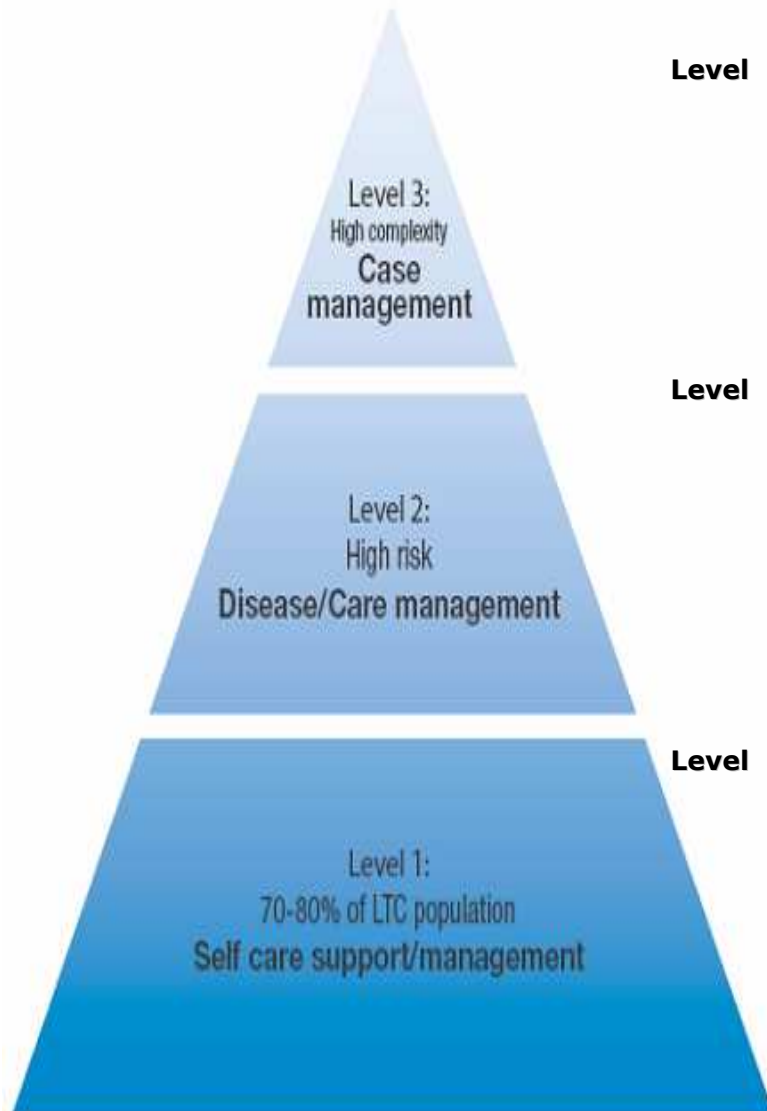 Level
Level 3:
High complexity
Case
management
Level
Level 2:
High risk
Disease/Care management
Level
Level 1:
70-80% of LTC population
Self care support/management